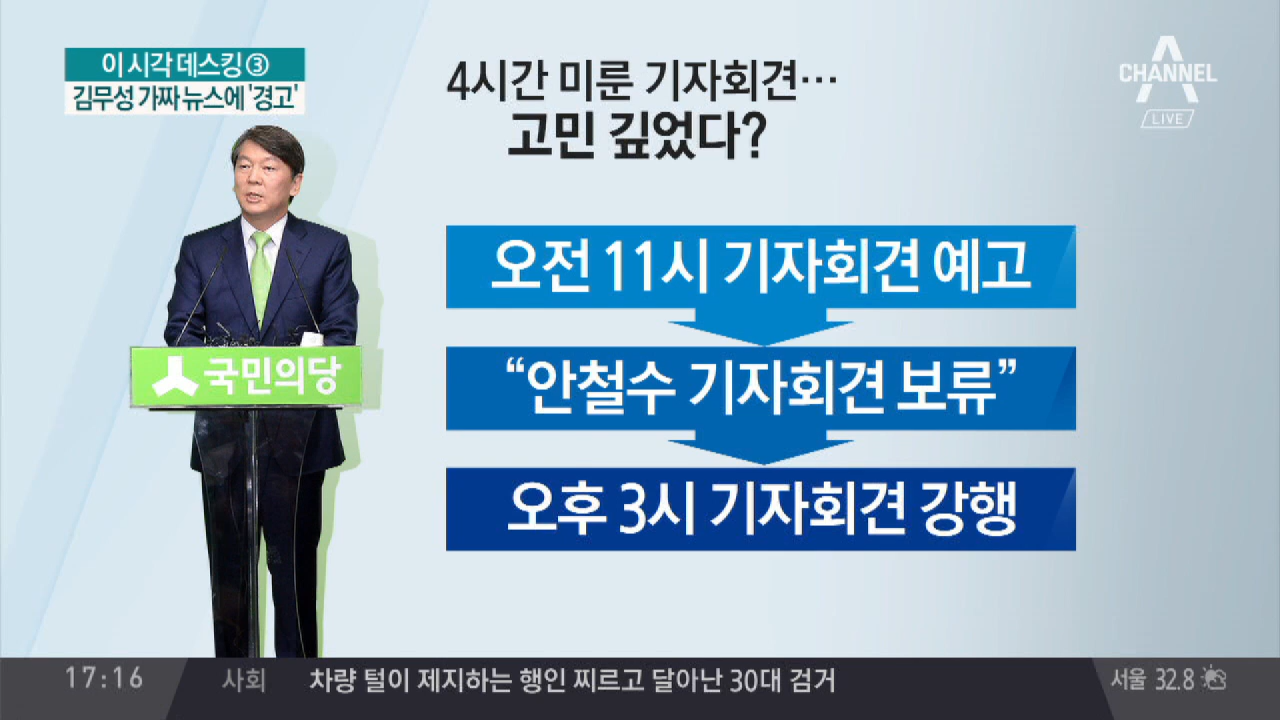 이 시각 데스킹 ③
김무성 가짜 뉴스에 '경고'
4시간 미룬 기자회견…
고민 깊었다?
CHANNEL A
LIVE
오전 11시 기자회견 예고
“안철수 기자회견 보류”
오후 3시 기자회견 강행
국민의당
17:16 사회 차량 털이 제지하는 행인 찌르고 달아난 30대 검거 서울 32.8